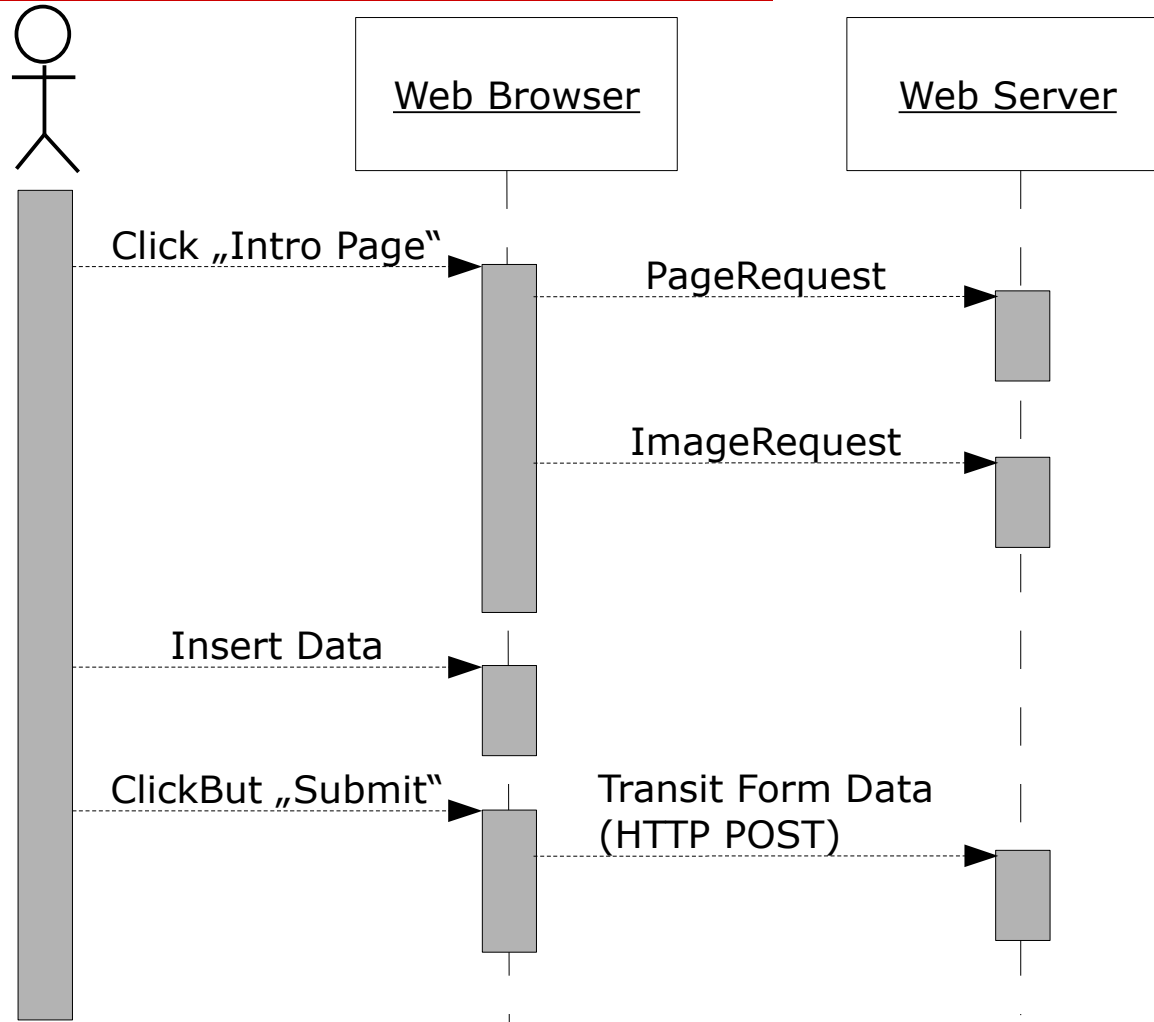 Web Browser
Web Server
Click „Intro Page“
PageRequest
ImageRequest
Insert Data
ClickBut „Submit“
Transit Form Data
(HTTP POST)